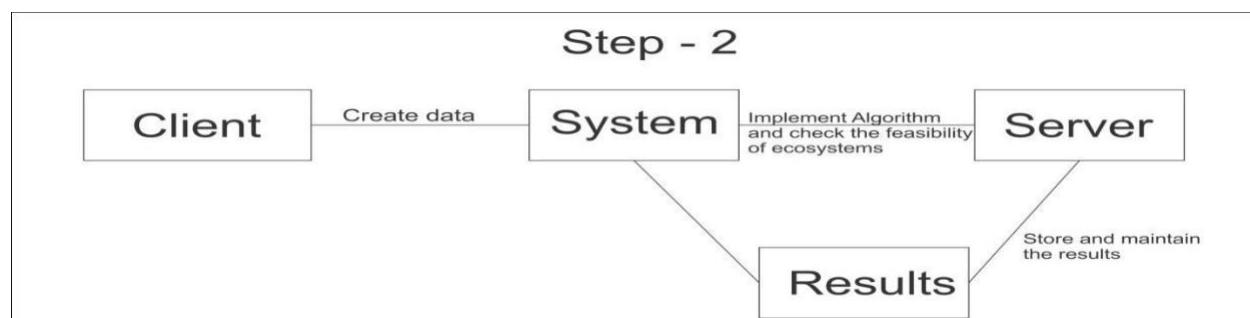 Step - 2
Client
Create data
System
Implement Algorithm
and check the feasibility
of ecosystems
Server
Store and maintain
the results
Results